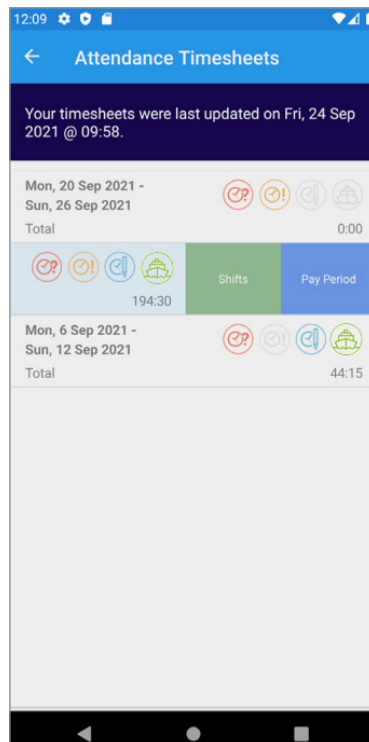 12:09
Attendance Timesheets
Your timesheets were last updated on Fri, 24 Sep
2021 @ 09:58.
Mon, 20 Sep 2021 -
Sun, 26 Sep 2021
Total 0:00
Shifts Pay Period
194:30
Mon, 6 Sep 2021 -
Sun, 12 Sep 2021
Total 44:15